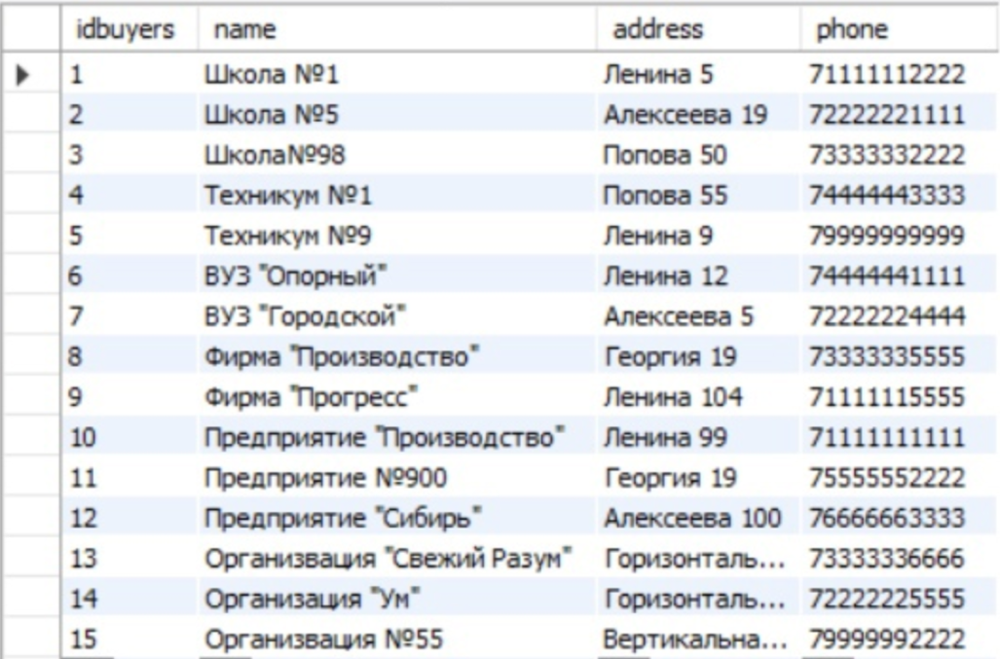 idbuyers name address phone
1 Школа №1 Ленина 5 71111112222
2 Школа №5 Алексеева 19 72222221111
3 Школа№98 Попова 50 73333332222
4 Техникум №1 Попова 55 74444443333
5 Техникум №9 Ленина 9 79999999999
6 ВУЗ "Опорный" Ленина 12 74444441111
7 ВУЗ "Городской" Алексеева 5 72222224444
8 Фирма "Производство" Георгия 19 73333335555
9 Фирма "Прогресс" Ленина 104 71111115555
10 Предприятие "Производство" Ленина 99 71111111111
11 Предприятие №900 Георгия 19 75555552222
12 Предприятие "Сибирь" Алексеева 100 76666663333
13 Организвация "Свежий Разум" Горизонталь... 73333336666
14 Организация "Ум" Горизонталь... 72222225555
15 Организвация №55 Вертикальна... 79999992222